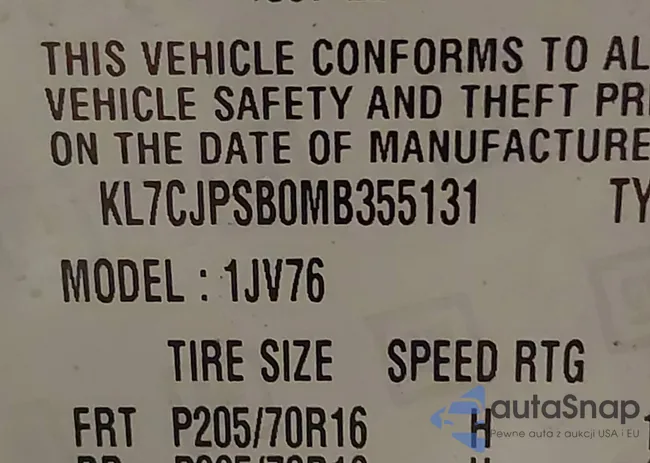 THIS VEHICLE CONFORMS TO AL
VEHICLE SAFETY AND THEFT PR
ON THE DATE OF MANUFACTURE
KL7CJPSB0MB355131 TY
MODEL : 1JV76
TIRE SIZE SPEED RTG
FRT P205/70R16 H
autaSnap
Pewne auta z aukcji USA i EU